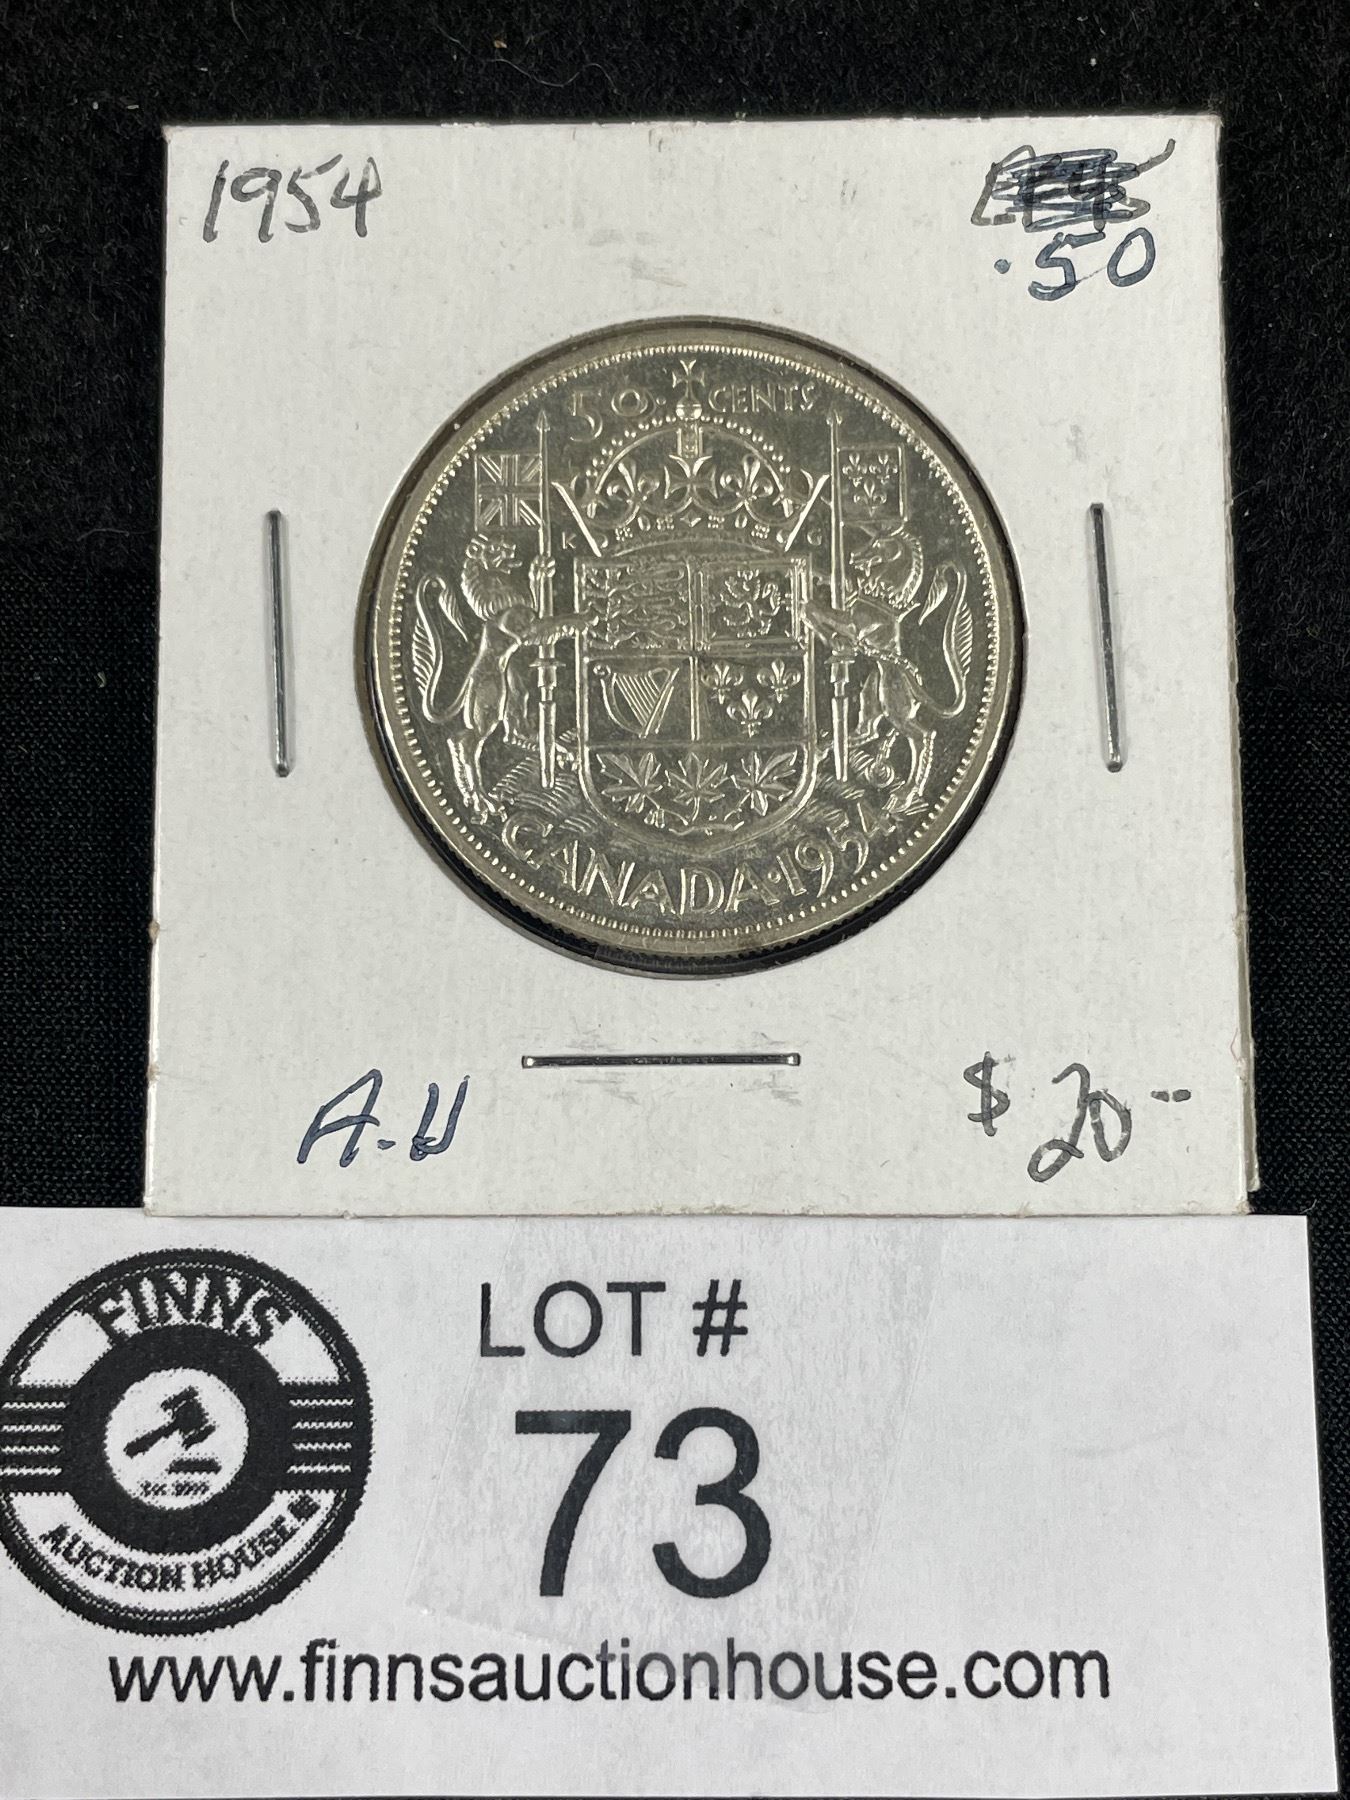 1954
.50
50 · CENTS
K G
CANADA · 1954
A.U
$20--
FINNS
AUCTION HOUSE
LOT #
73
www.finnsauctionhouse.com